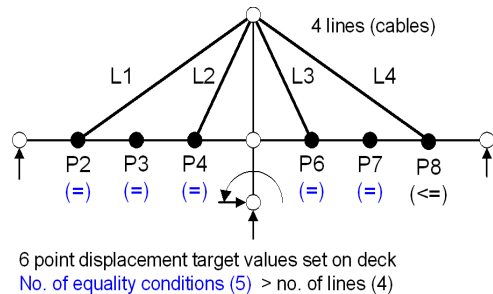 4 lines (cables)
L1 L2 L3 L4
P2 P3 P4 P6 P7 P8
(=) (=) (=) (=) (=) (<=)
6 point displacement target values set on deck
No. of equality conditions (5) > no. of lines (4)